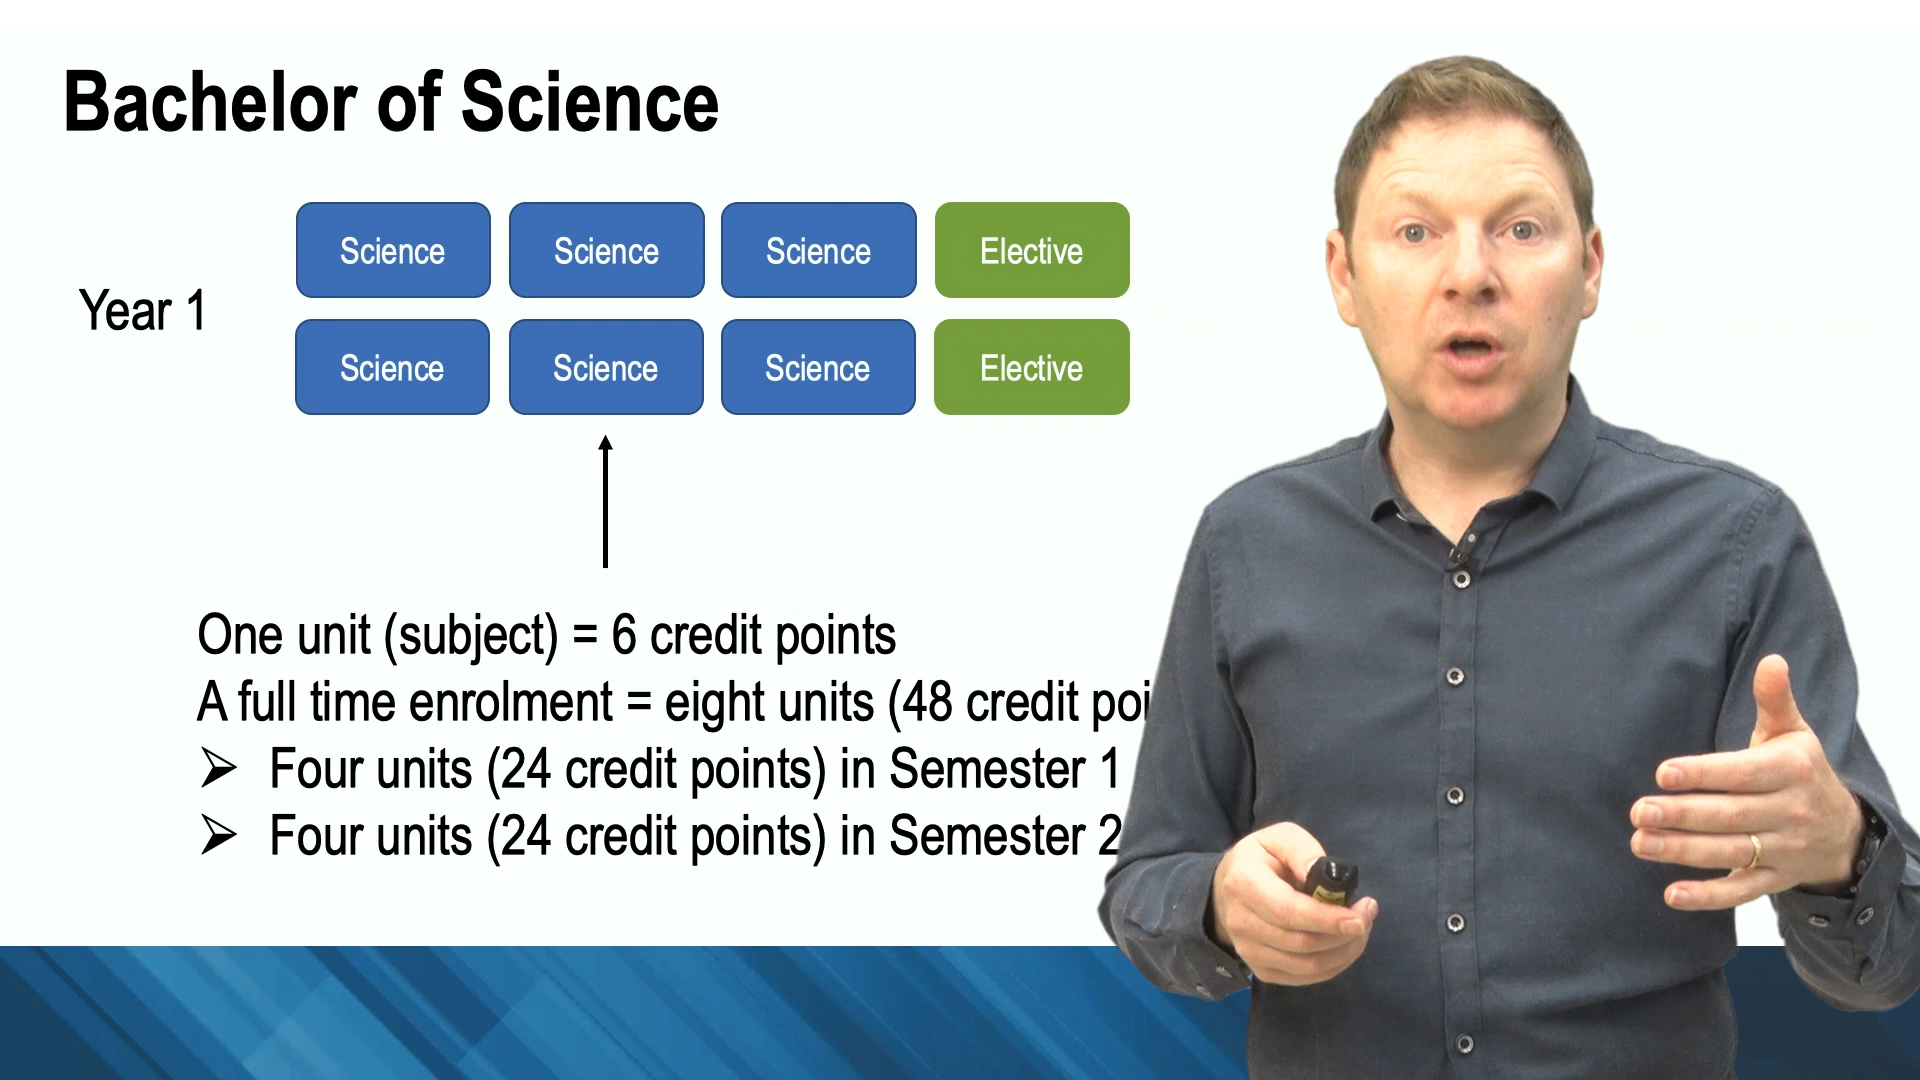 Bachelor of Science
Science Science Science Elective
Year 1
Science Science Science Elective
One unit (subject) = 6 credit points
A full time enrolment = eight units (48 credit poi
➢ Four units (24 credit points) in Semester 1
➢ Four units (24 credit points) in Semester 2